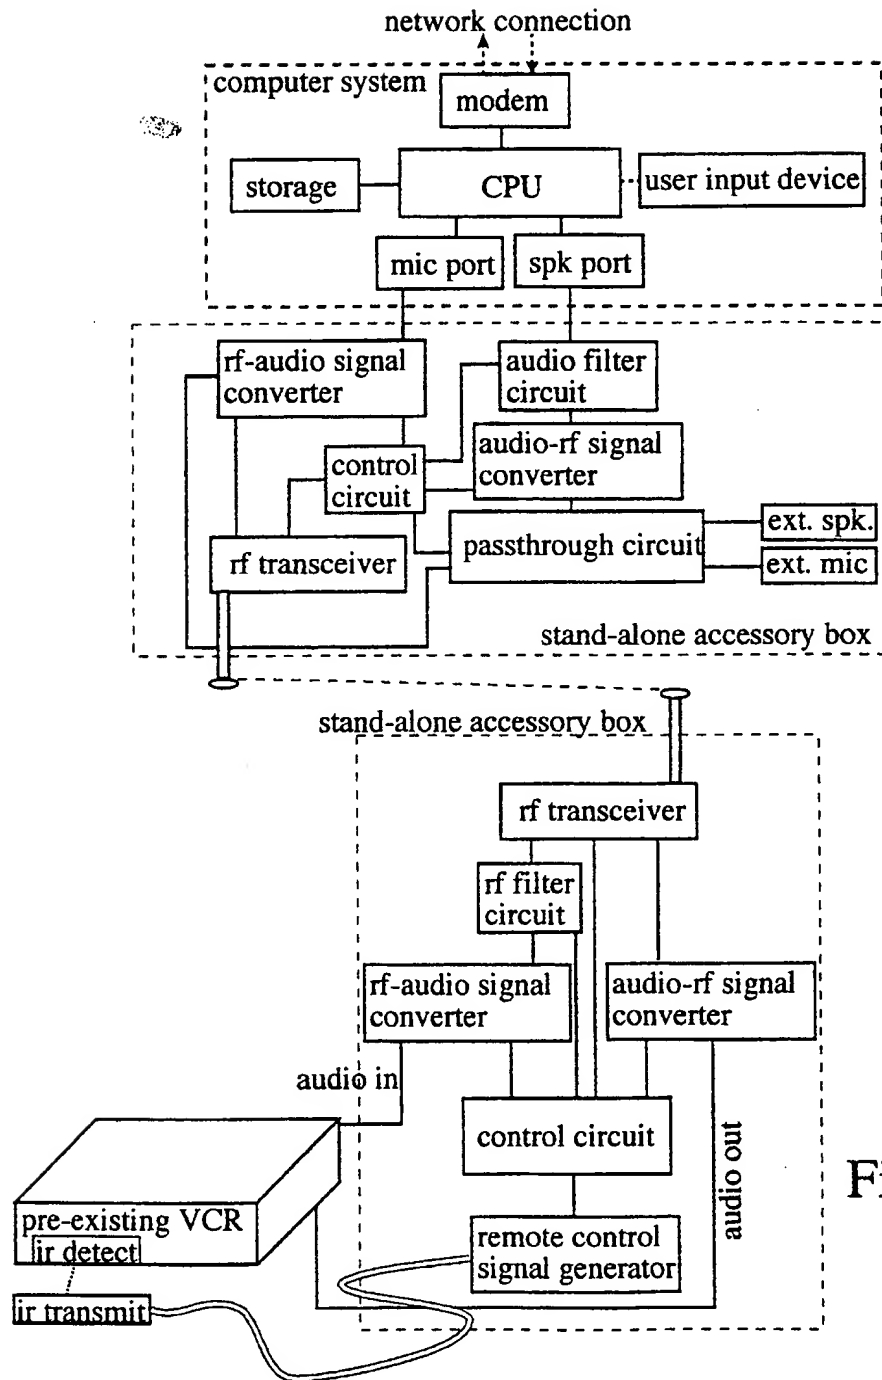 network connection
computer system
modem
storage
CPU
user input device
mic port
spk port
rf-audio signal
converter
audio filter
circuit
control
circuit
audio-rf signal
converter
rf transceiver
passthrough circuit
ext. spk.
ext. mic
stand-alone accessory box
stand-alone accessory box
rf transceiver
rf filter
circuit
rf-audio signal
converter
audio-rf signal
converter
audio in
control circuit
audio out
pre-existing VCR
ir detect
ir transmit
remote control
signal generator